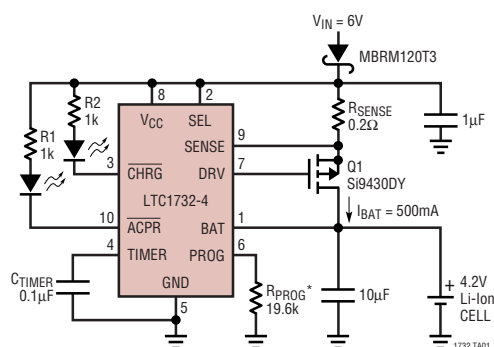 V_IN = 6V
MBRM120T3
R1
1k
R2
1k
8
2
V_CC
SEL
R_SENSE
0.2Ω
1µF
SENSE
9
3
CHRG
DRV
7
Q1
Si9430DY
LTC1732-4
10
ACPR
BAT
1
I_BAT = 500mA
4
TIMER
PROG
6
C_TIMER
0.1µF
GND
5
R_PROG*
19.6k
10µF
+
4.2V
Li-Ion
CELL
1732 TA01